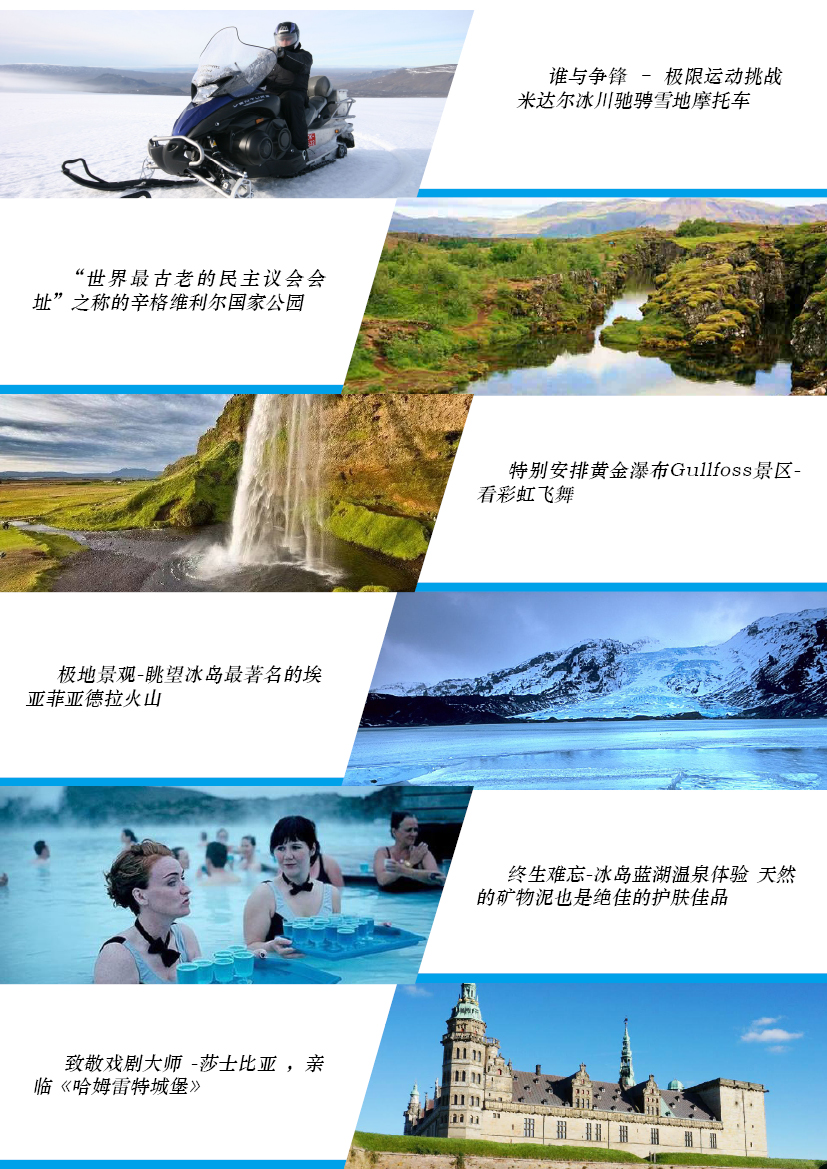 谁与争锋 - 极限运动挑战
米达尔冰川驰骋雪地摩托车
“世界最古老的民主议会会
址”之称的辛格维利尔国家公园
特别安排黄金瀑布Gullfoss景区-
看彩虹飞舞
极地景观-眺望冰岛最著名的埃
亚菲亚德拉火山
终生难忘-冰岛蓝湖温泉体验 天然
的矿物泥也是绝佳的护肤佳品
致敬戏剧大师 -莎士比亚 ，亲
临《哈姆雷特城堡》